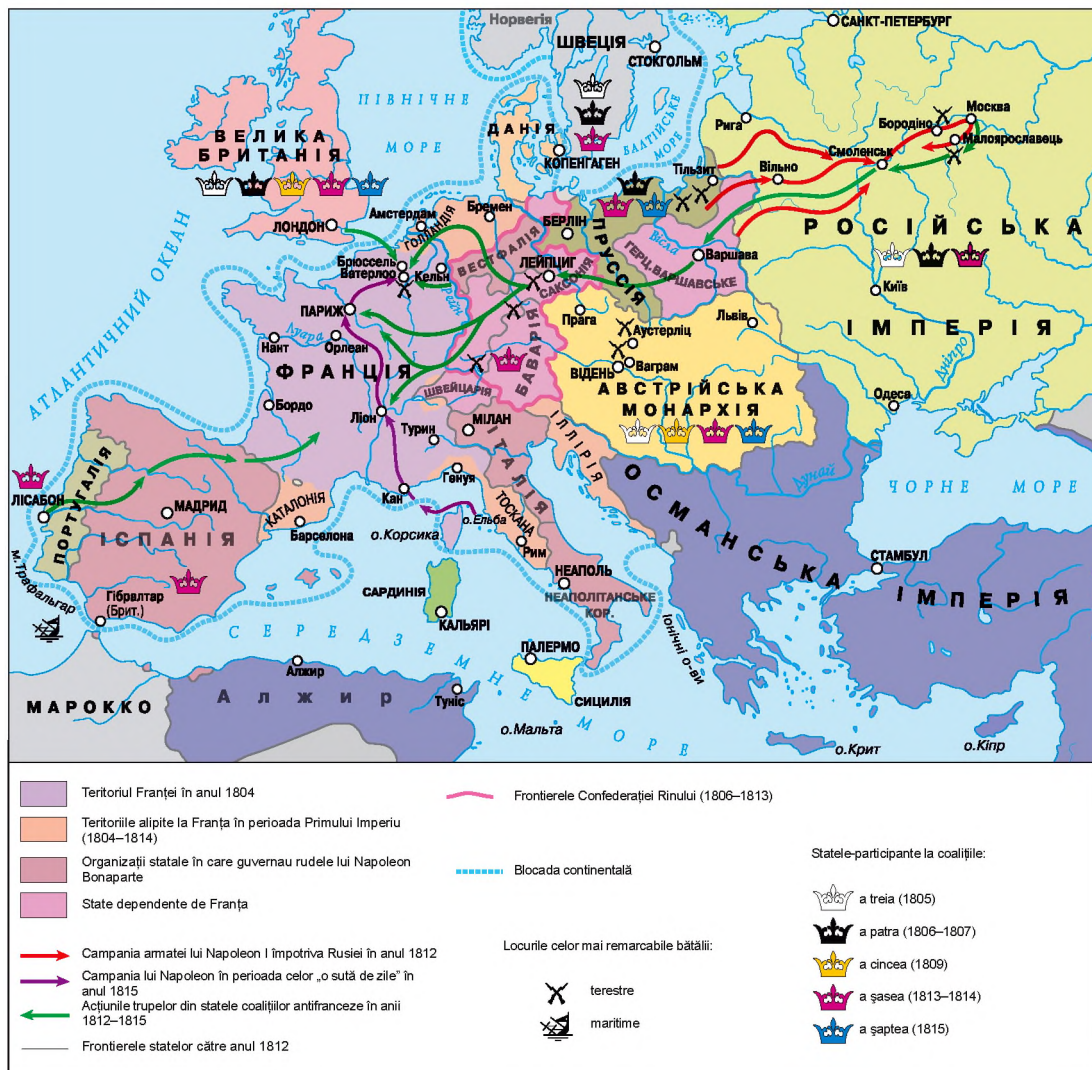 Норвегія
ШВЕЦІЯ
СТОКГОЛЬМ
САНКТ-ПЕТЕРБУРГ
ПІВНІЧНЕ
МОРЕ
ДАНІЯ
КОПЕНГАГЕН
БАЛТІЙСЬКЕ
МОРЕ
Рига
Москва
Бородіно
Малоярославець
Смоленськ
ВЕЛИКА
БРИТАНІЯ
Тільзит
Вільно
ЛОНДОН
Амстердам
Бремен
ГОЛЛАНДІЯ
БЕРЛІН
ПРУССІЯ
Вісла
Варшава
ГЕРЦ. ВАРШАВСЬКЕ
РОСІЙСЬКА
ІМПЕРІЯ
Брюссель
Ватерлоо
Кельн
Рейн
ВЕСТФАЛІЯ
ЛЕЙПЦИГ
САКСОНІЯ
Київ
Дніпро
АТЛАНТИЧНИЙ ОКЕАН
ПАРИЖ
Луара
Нант
Орлеан
ФРАНЦІЯ
Прага
Львів
Аустерліц
ВІДЕНЬ
Ваграм
БАВАРІЯ
ШВЕЙЦАРІЯ
АВСТРІЙСЬКА
МОНАРХІЯ
Одеса
Бордо
Ліон
МІЛАН
Турин
ІЛЛІРІЯ
ТАЛІЯ
Генуя
ТОСКАНА
Кан
о.Ельба
о.Корсика
Рим
Дунай
ЧОРНЕ МОРЕ
ЛІСАБОН
ПОРТУГАЛІЯ
МАДРИД
ІСПАНІЯ
КАТАЛОНІЯ
Барселона
ОСМАНСЬКА
ІМПЕРІЯ
СТАМБУЛ
м.Трафальгар
Гібралтар
(Брит.)
САРДИНІЯ
КАЛЬЯРІ
НЕАПОЛЬ
НЕАПОЛІТАНСЬКЕ
КОР.
Іонічні о-ви
СЕРЕДЗЕМНЕ МОРЕ
ПАЛЕРМО
СИЦИЛІЯ
МАРОККО
Алжир
Алжир
Туніс
о.Мальта
о.Крит
о.Кіпр
Teritoriul Franței în anul 1804
Teritoriile alipite la Franța în perioada Primului Imperiu
(1804–1814)
Organizații statale în care guvernau rudele lui Napoleon
Bonaparte
State dependente de Franța
Campania armatei lui Napoleon I împotriva Rusiei în anul 1812
Campania lui Napoleon în perioada celor „o sută de zile” în
anul 1815
Acțiunile trupelor din statele coalițiilor antifranceze în anii
1812–1815
Frontierele statelor către anul 1812
Frontierele Confederației Rinului (1806–1813)
Blocada continentală
Locurile celor mai remarcabile bătălii:
terestre
maritime
Statele-participante la coalițiile:
a treia (1805)
a patra (1806–1807)
a cincea (1809)
a șasea (1813–1814)
a șaptea (1815)